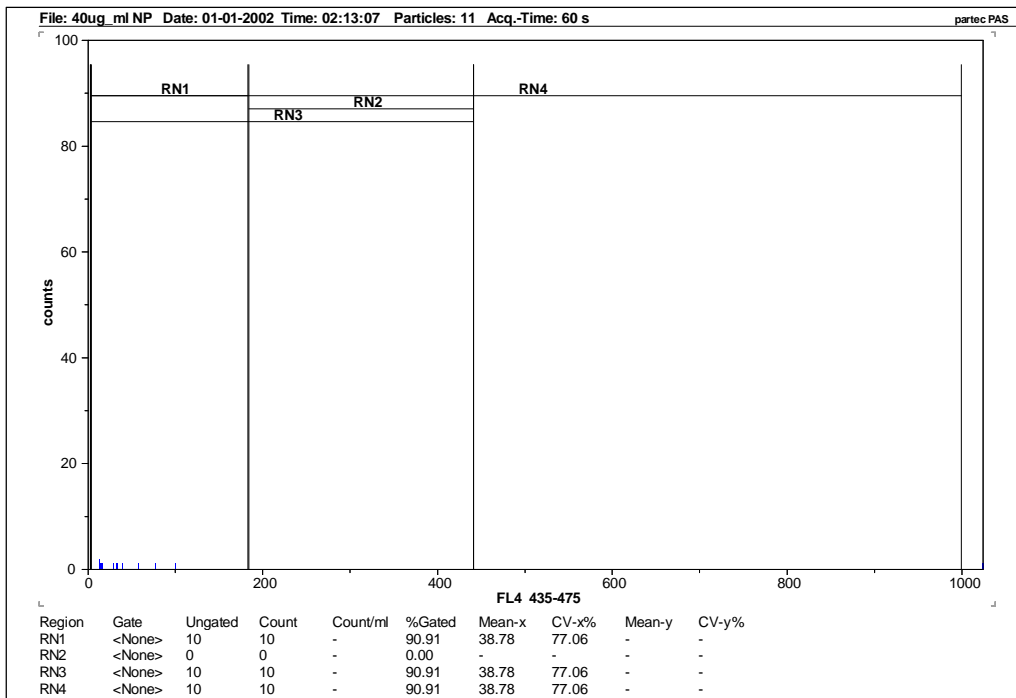 File: 40ug_ml NP Date: 01-01-2002 Time: 02:13:07 Particles: 11 Acq.-Time: 60 s partec PAS
100
RN1 RN4
RN2
RN3
80
60
counts
40
20
0
0 200 400 600 800 1000
FL4 435-475
Region Gate Ungated Count Count/ml %Gated Mean-x CV-x% Mean-y CV-y%
RN1 <None> 10 10 - 90.91 38.78 77.06 - -
RN2 <None> 0 0 - 0.00 - - - -
RN3 <None> 10 10 - 90.91 38.78 77.06 - -
RN4 <None> 10 10 - 90.91 38.78 77.06 - -